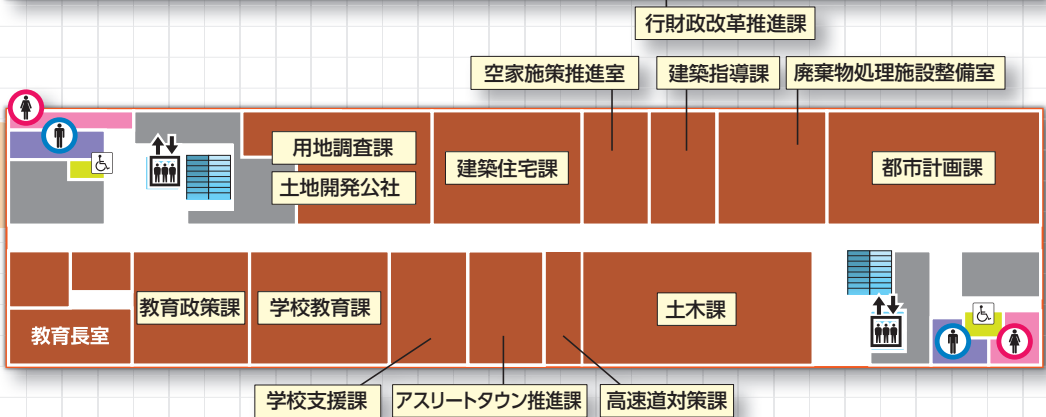 行財政改革推進課
空家施策推進室
建築指導課
廃棄物処理施設整備室
用地調査課
土地開発公社
建築住宅課
都市計画課
教育政策課
学校教育課
土木課
教育長室
学校支援課
アスリートタウン推進課
高速道対策課